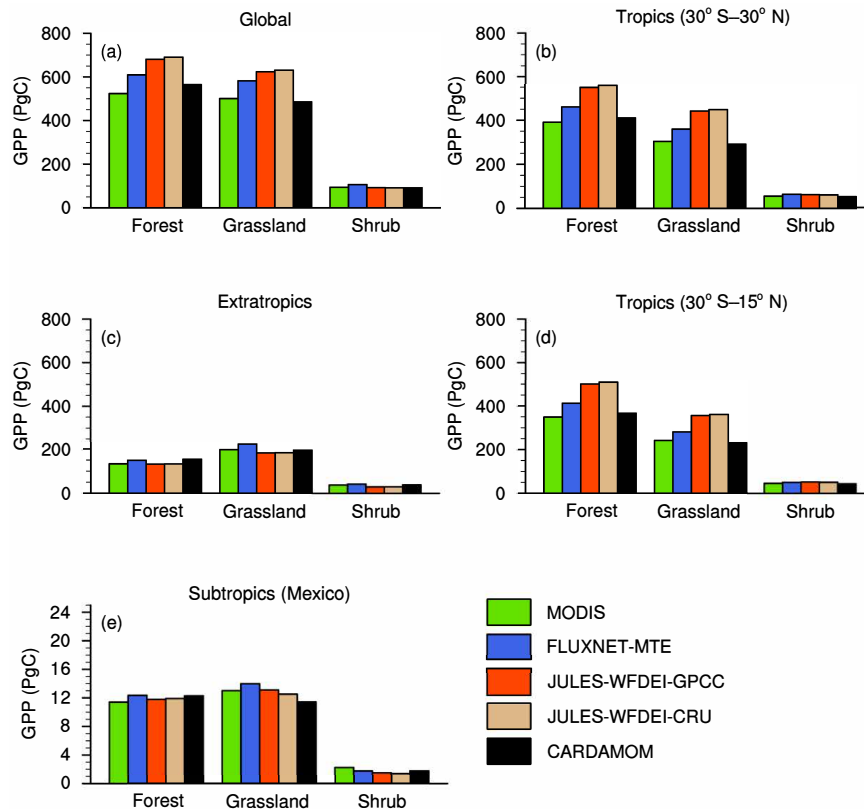 Global
(a)
GPP (PgC)
800
600
400
200
0
Forest Grassland Shrub
Tropics (30° S–30° N)
(b)
GPP (PgC)
800
600
400
200
0
Forest Grassland Shrub
Extratropics
(c)
GPP (PgC)
800
600
400
200
0
Forest Grassland Shrub
Tropics (30° S–15° N)
(d)
GPP (PgC)
800
600
400
200
0
Forest Grassland Shrub
Subtropics (Mexico)
(e)
GPP (PgC)
24
20
16
12
8
4
0
Forest Grassland Shrub
MODIS
FLUXNET-MTE
JULES-WFDEI-GPCC
JULES-WFDEI-CRU
CARDAMOM